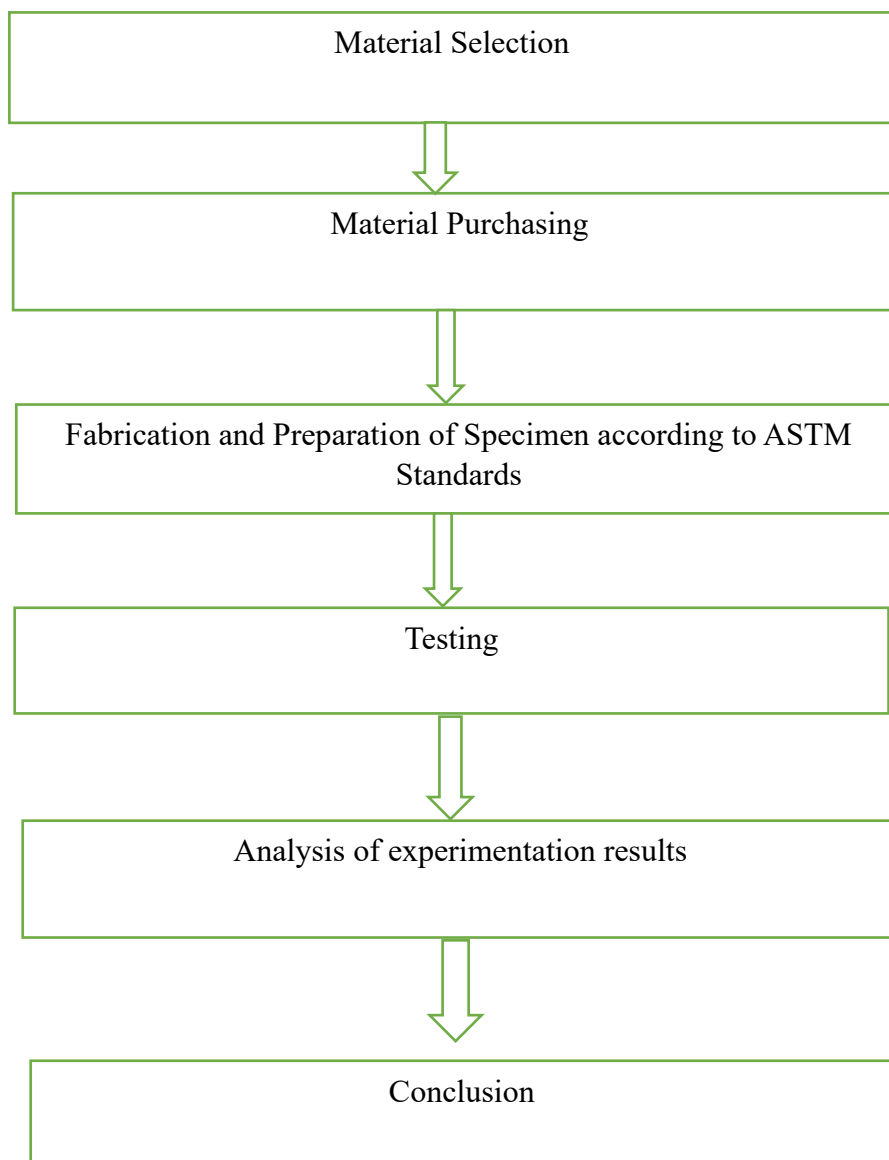 Material Selection
Material Purchasing
Fabrication and Preparation of Specimen according to ASTM
Standards
Testing
Analysis of experimentation results
Conclusion